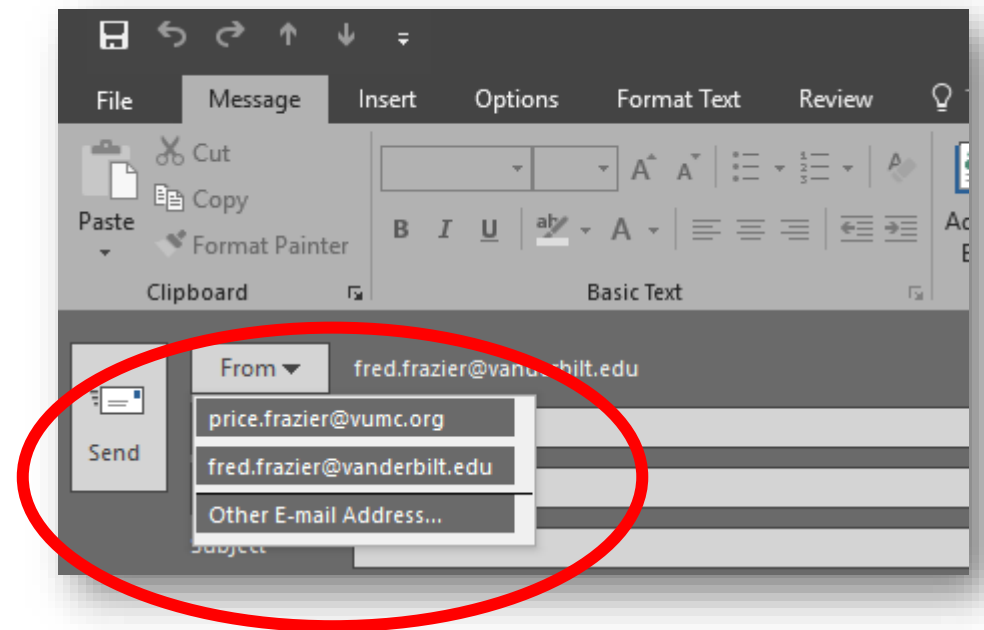 File Message Insert Options Format Text Review
Cut
Copy
Paste
Format Painter
B I U A
Clipboard
Basic Text
From
fred.frazier@vanderbilt.edu
Send
price.frazier@vumc.org
fred.frazier@vanderbilt.edu
Other E-mail Address...
Subject